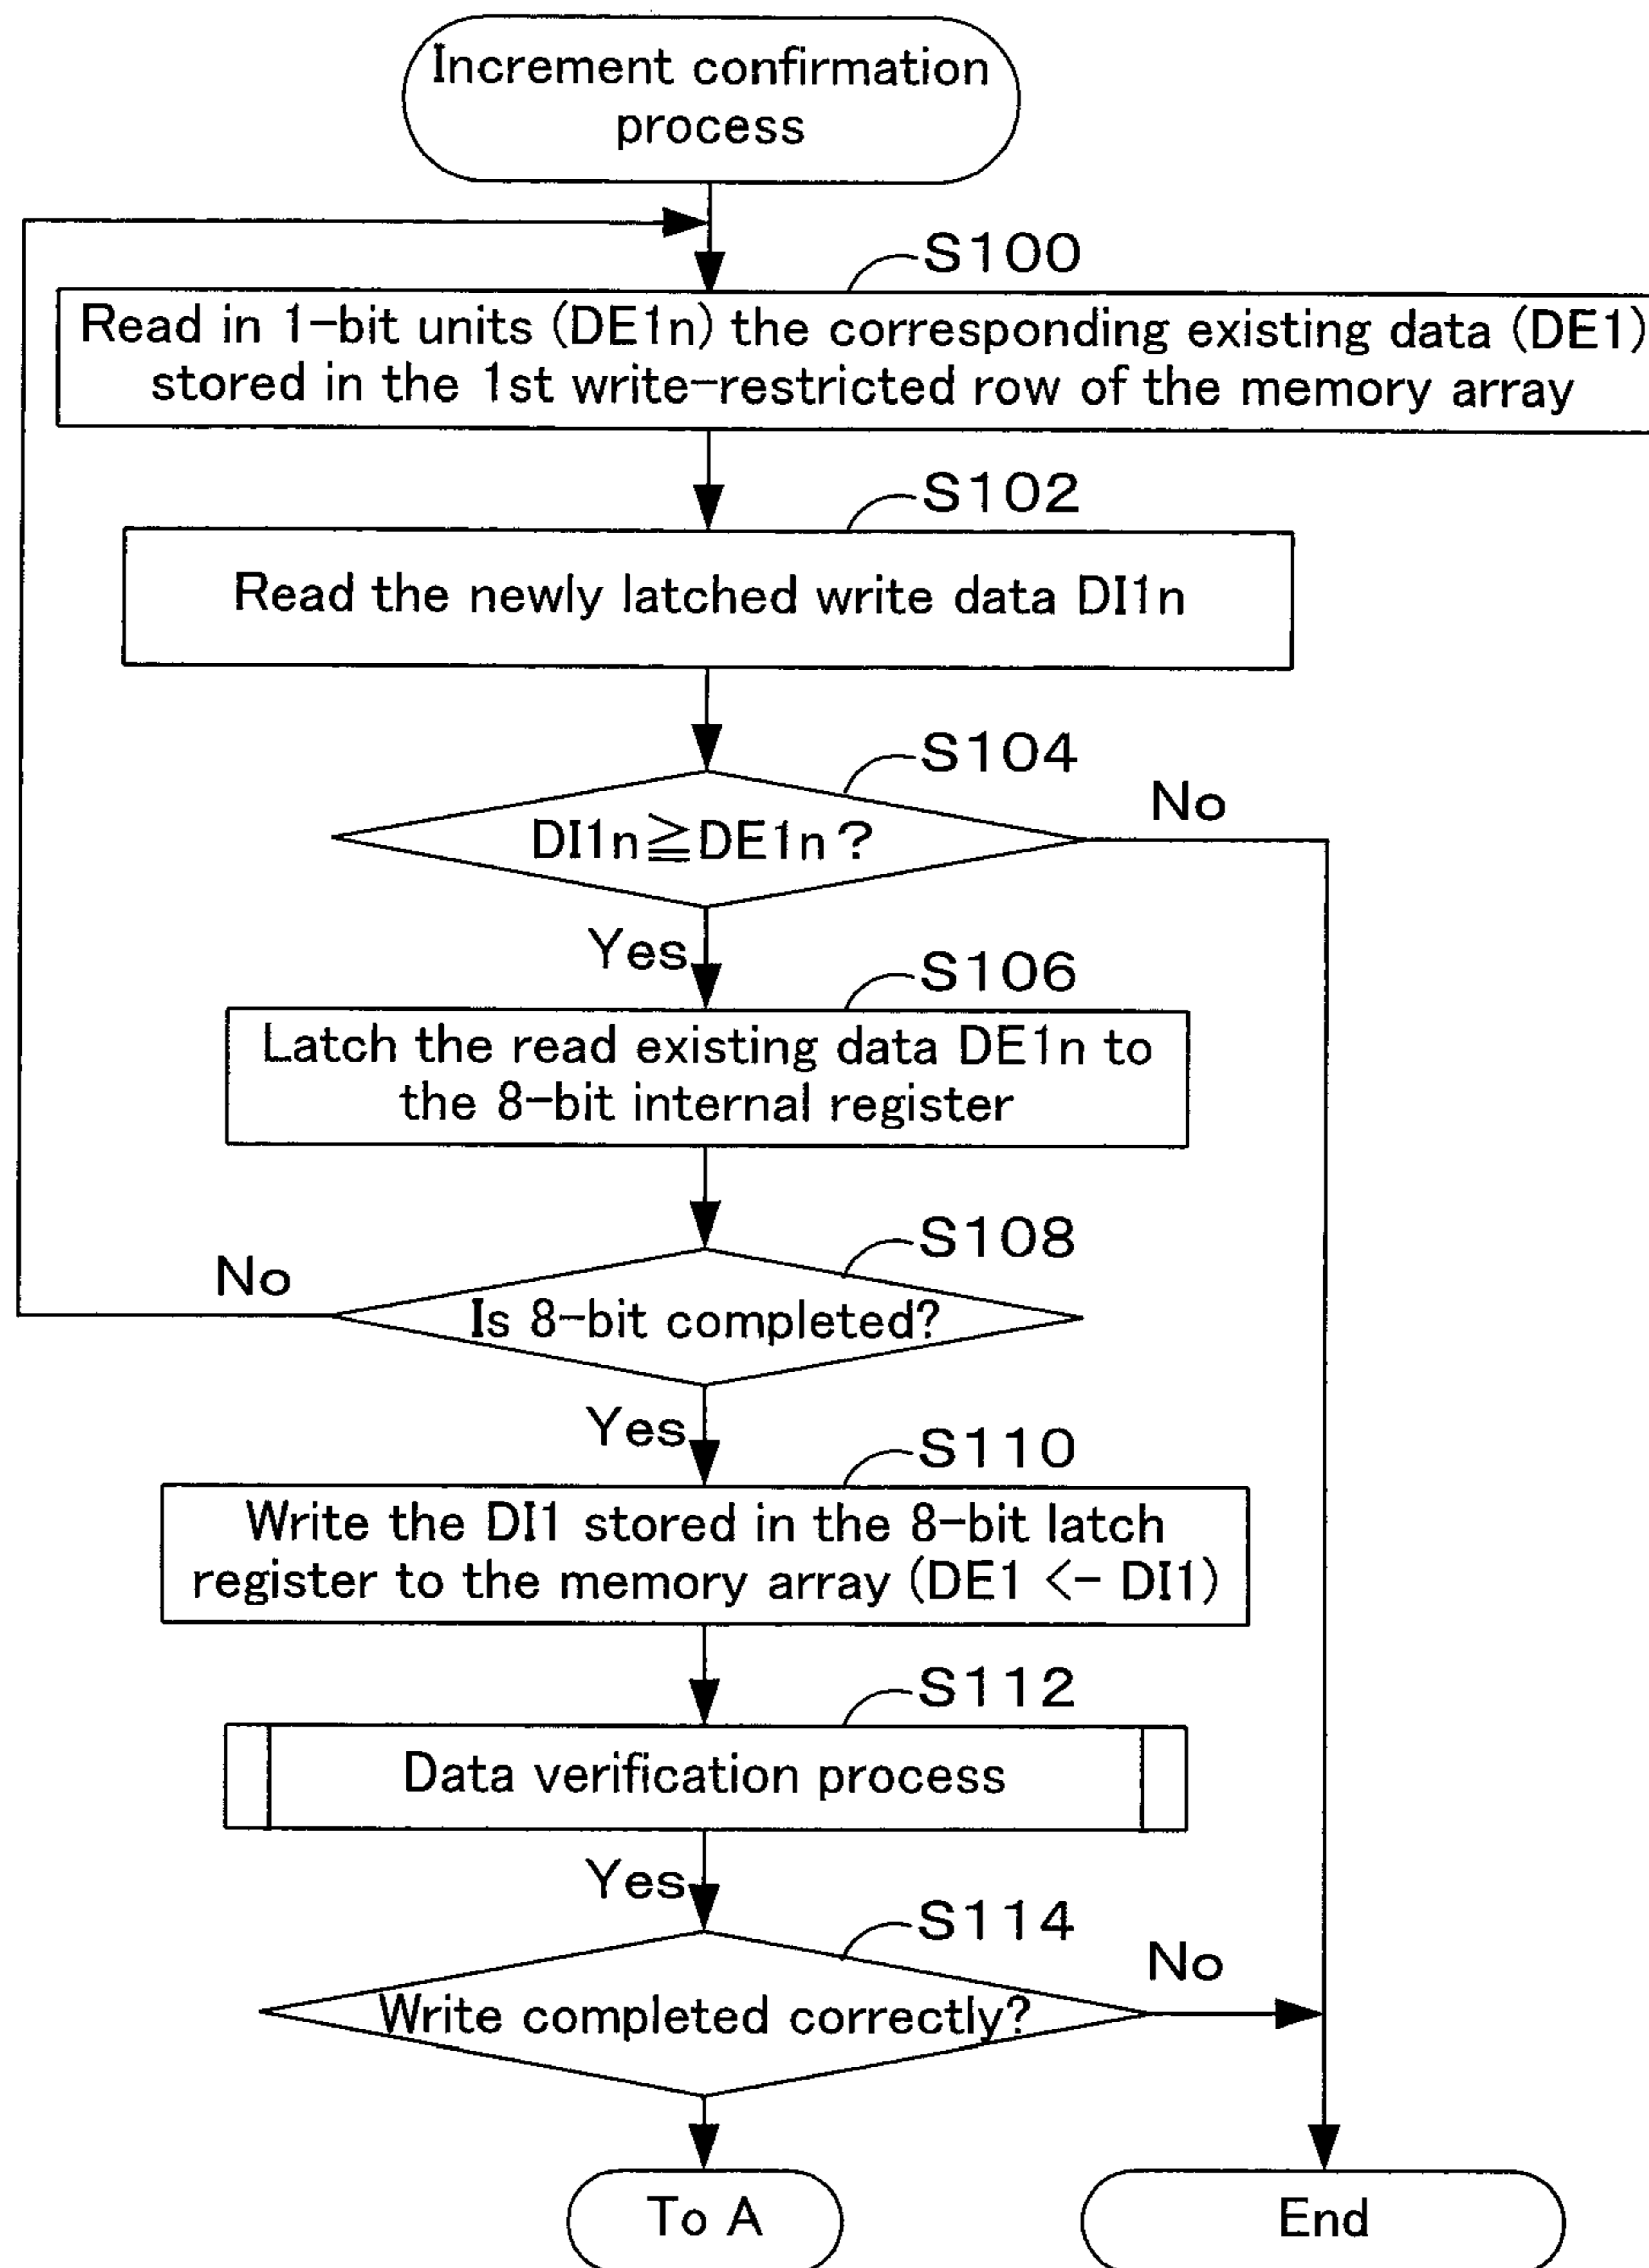 Increment confirmation
process
S100
Read in 1-bit units (DE1n) the corresponding existing data (DE1)
stored in the 1st write-restricted row of the memory array
S102
Read the newly latched write data DI1n
S104
DI1n≧DE1n?
No
Yes
S106
Latch the read existing data DE1n to
the 8-bit internal register
S108
No
Is 8-bit completed?
Yes
S110
Write the DI1 stored in the 8-bit latch
register to the memory array (DE1 <- DI1)
S112
Data verification process
Yes
S114
No
Write completed correctly?
To A
End